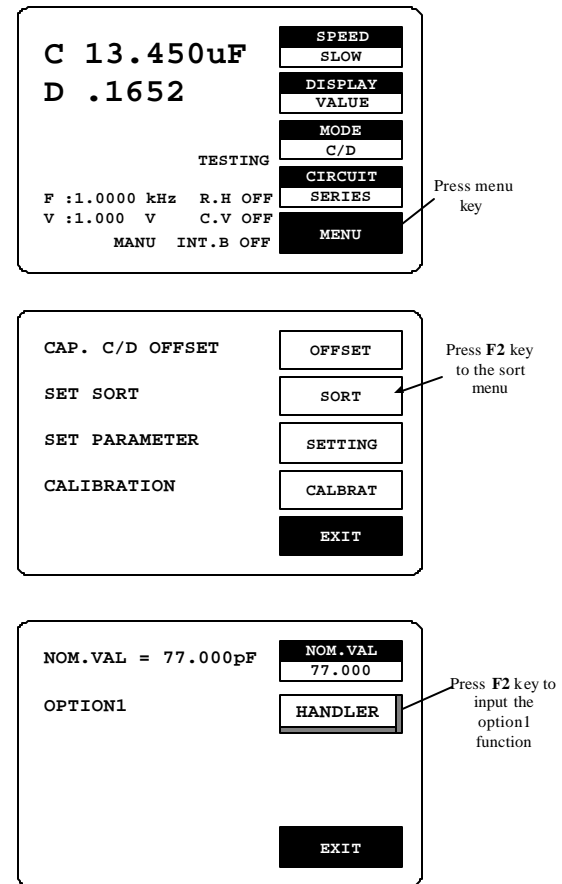 C 13.450uF
D .1652
TESTING
F :1.0000 kHz R.H OFF
V :1.000 V C.V OFF
MANU INT.B OFF
SPEED
SLOW
DISPLAY
VALUE
MODE
C/D
CIRCUIT
SERIES
MENU
Press menu
key
CAP. C/D OFFSET
OFFSET
SET SORT
SORT
SET PARAMETER
SETTING
CALIBRATION
CALBRAT
EXIT
Press F2 key
to the sort
menu
NOM.VAL = 77.000pF
NOM.VAL
77.000
OPTION1
HANDLER
EXIT
Press F2 key to
input the
option1
function